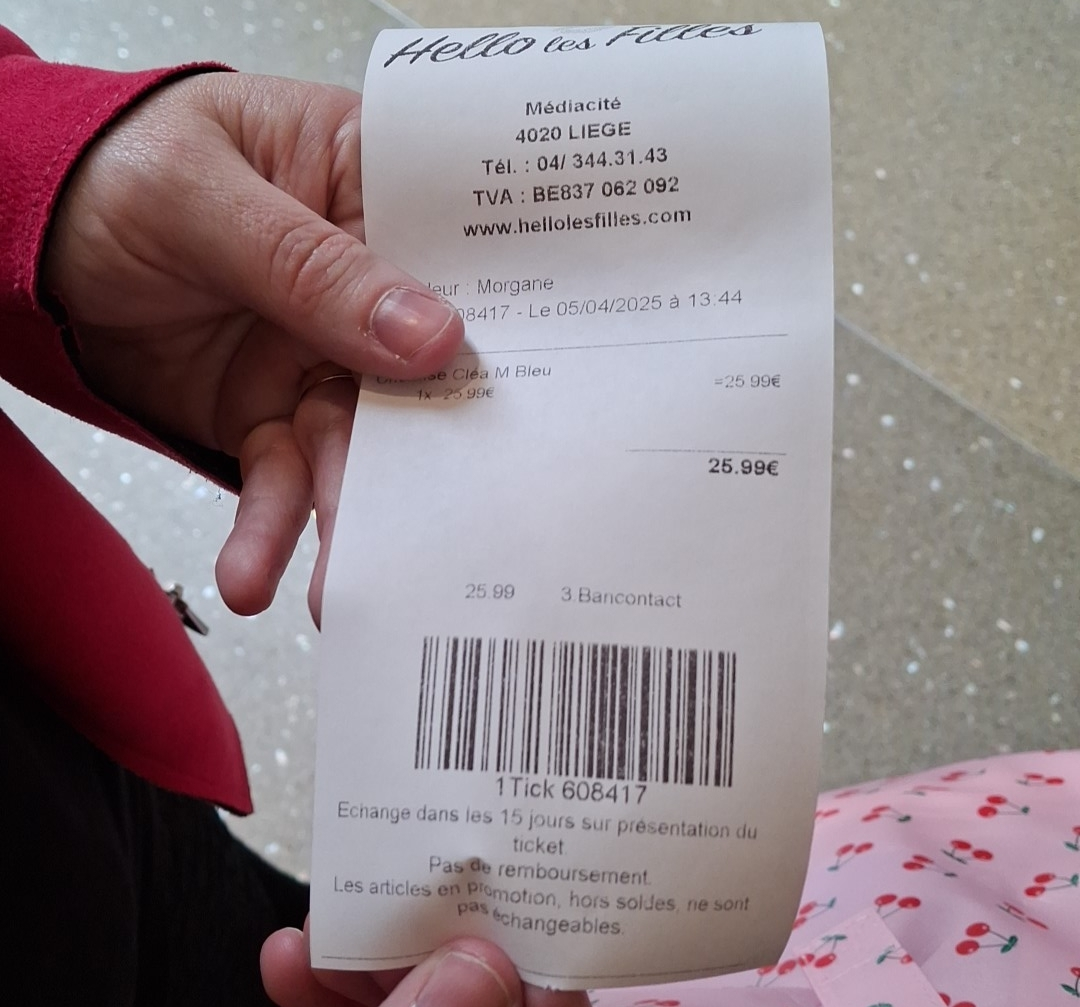 Hello les Filles
Médiacité
4020 LIEGE
Tél. : 04/ 344.31.43
TVA : BE837 062 092
www.hellolesfilles.com
: Morgane
08417 - Le 05/04/2025 à 13:44
Cléa M Bleu =25.99€
1x 25.99€
25.99€
25.99 3.Bancontact
1Tick 608417
Echange dans les 15 jours sur présentation du
ticket.
Pas de remboursement.
Les articles en promotion, hors soldes, ne sont
pas échangeables.